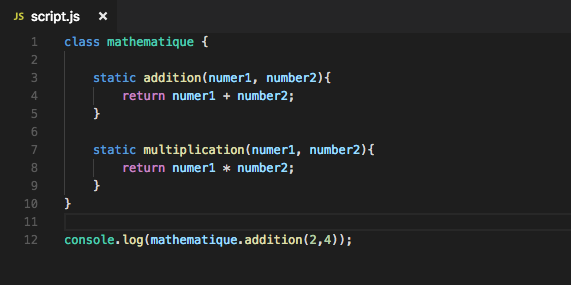 JS script.js ×
1 class mathematique {
2
3     static addition(numer1, number2){
4         return numer1 + number2;
5     }
6
7     static multiplication(numer1, number2){
8         return numer1 * number2;
9     }
10 }
11
12 console.log(mathematique.addition(2,4));